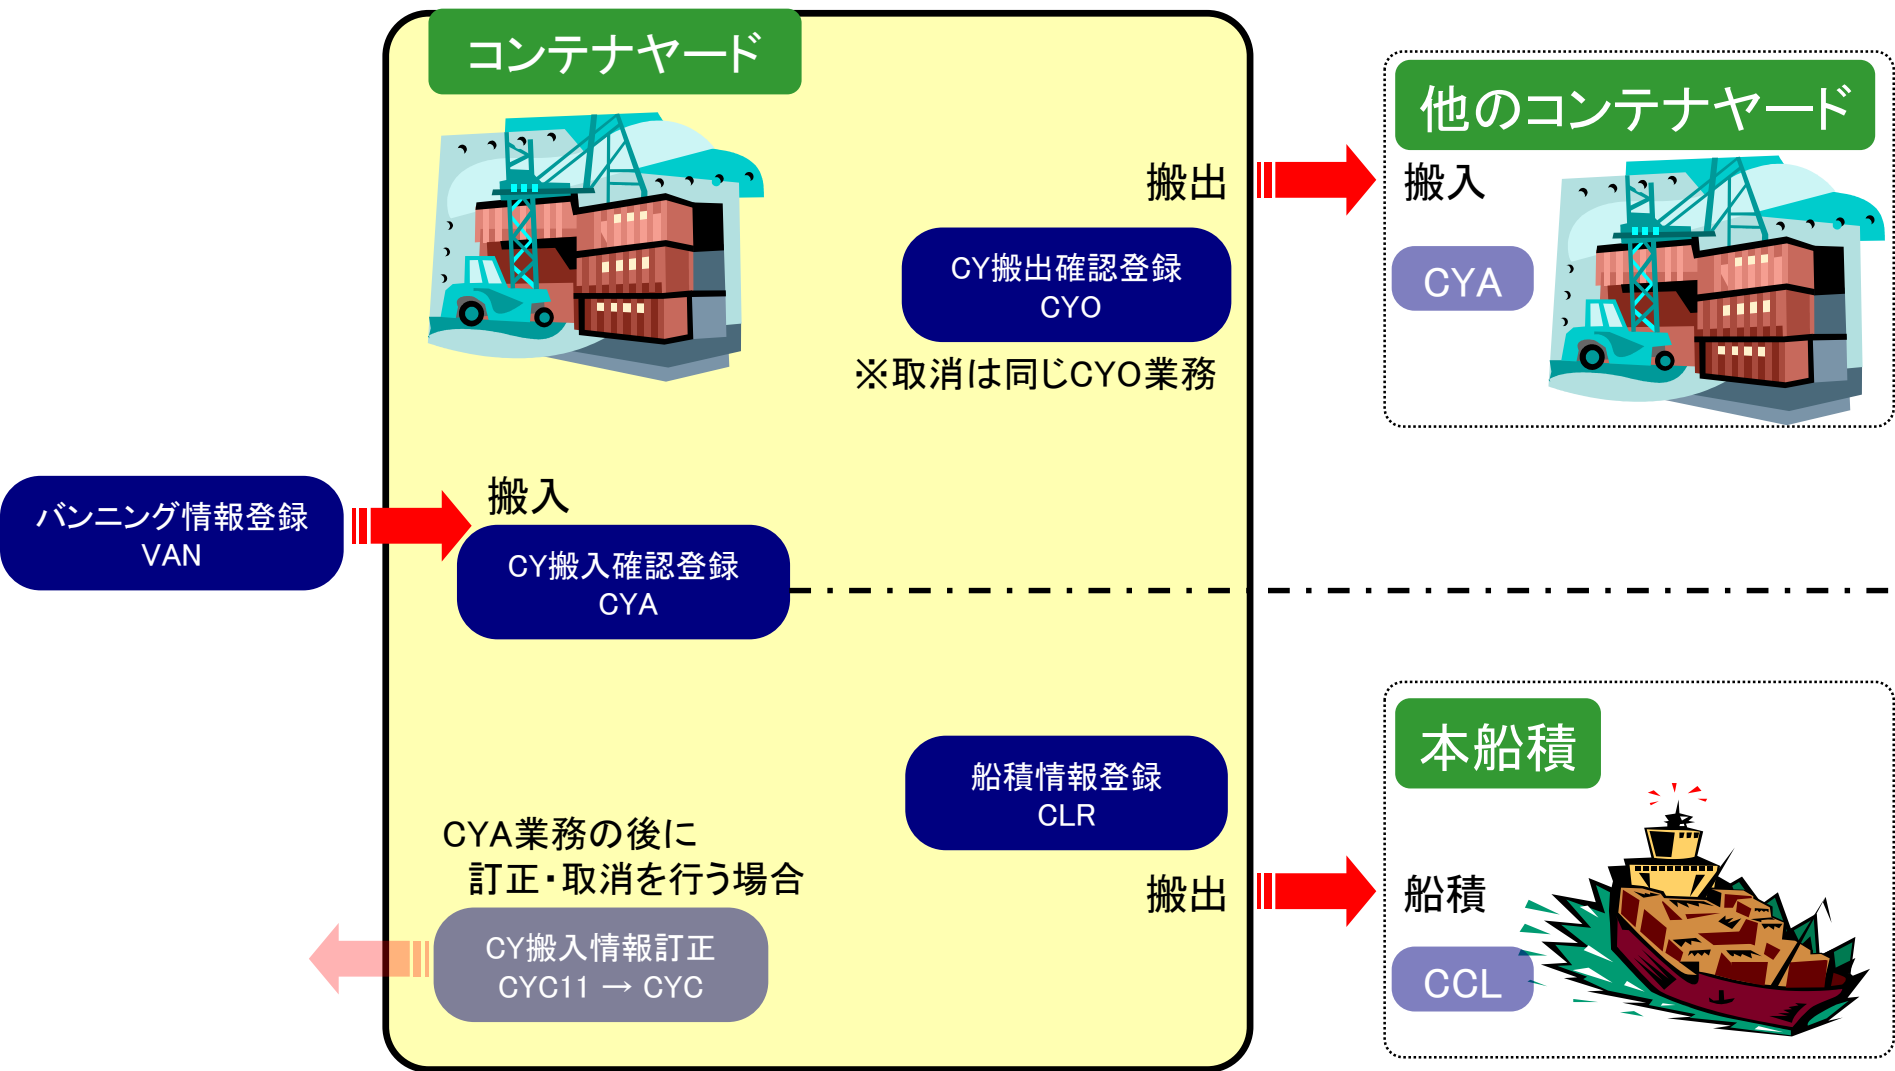 コンテナヤード
搬出
CY搬出確認登録
CYO
※取消は同じCYO業務
他のコンテナヤード
搬入
CYA
バンニング情報登録
VAN
搬入
CY搬入確認登録
CYA
船積情報登録
CLR
搬出
CYA業務の後に
訂正・取消を行う場合
CY搬入情報訂正
CYC11 → CYC
本船積
船積
CCL